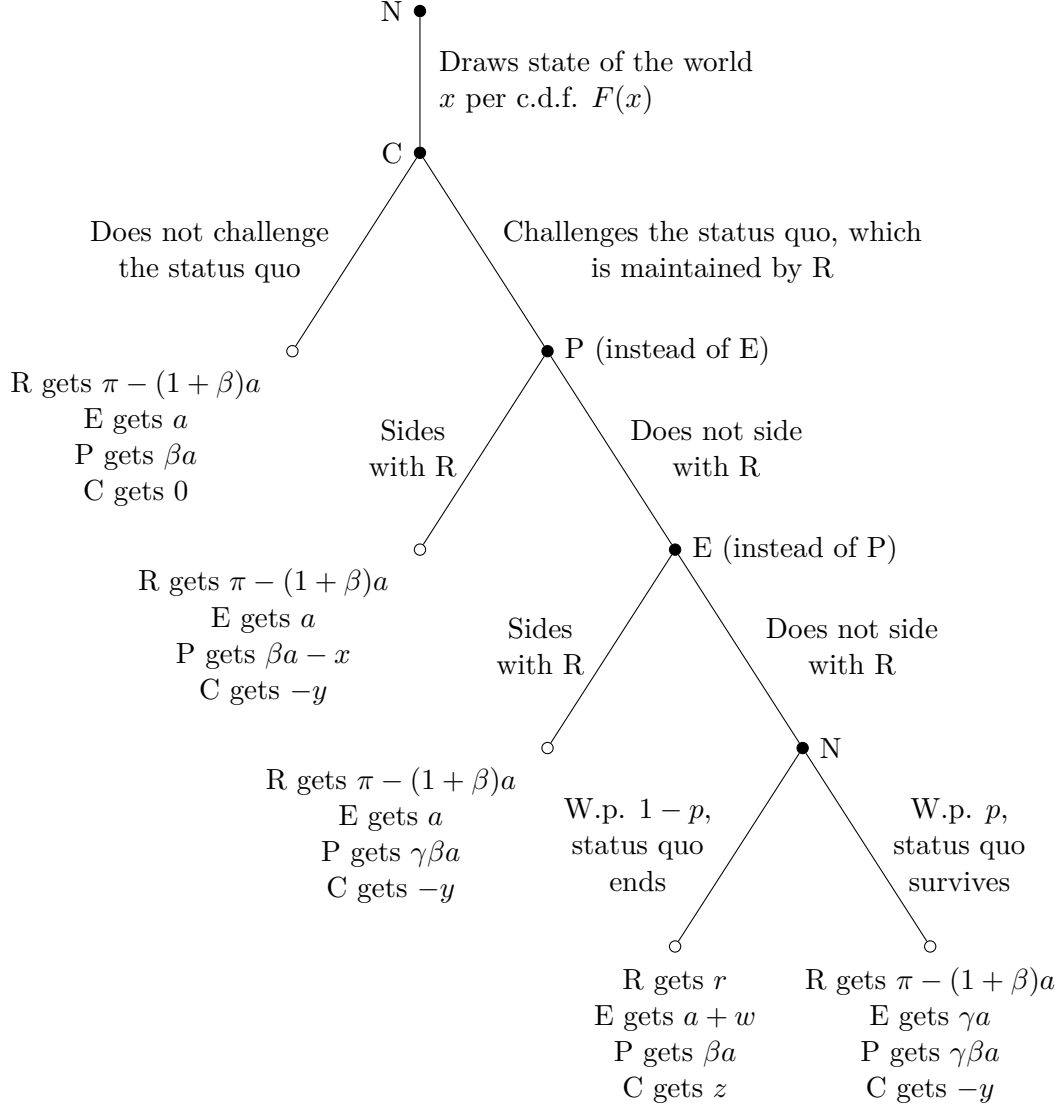 N
Draws state of the world
x per c.d.f. F(x)
C
Does not challenge
the status quo
Challenges the status quo, which
is maintained by R
P (instead of E)
R gets π − (1 + β)a
E gets a
P gets βa
C gets 0
Sides
with R
Does not side
with R
E (instead of P)
R gets π − (1 + β)a
E gets a
P gets βa − x
C gets −y
Sides
with R
Does not side
with R
N
R gets π − (1 + β)a
E gets a
P gets γβa
C gets −y
W.p. 1 − p,
status quo
ends
W.p. p,
status quo
survives
R gets r
E gets a + w
P gets βa
C gets z
R gets π − (1 + β)a
E gets γa
P gets γβa
C gets −y